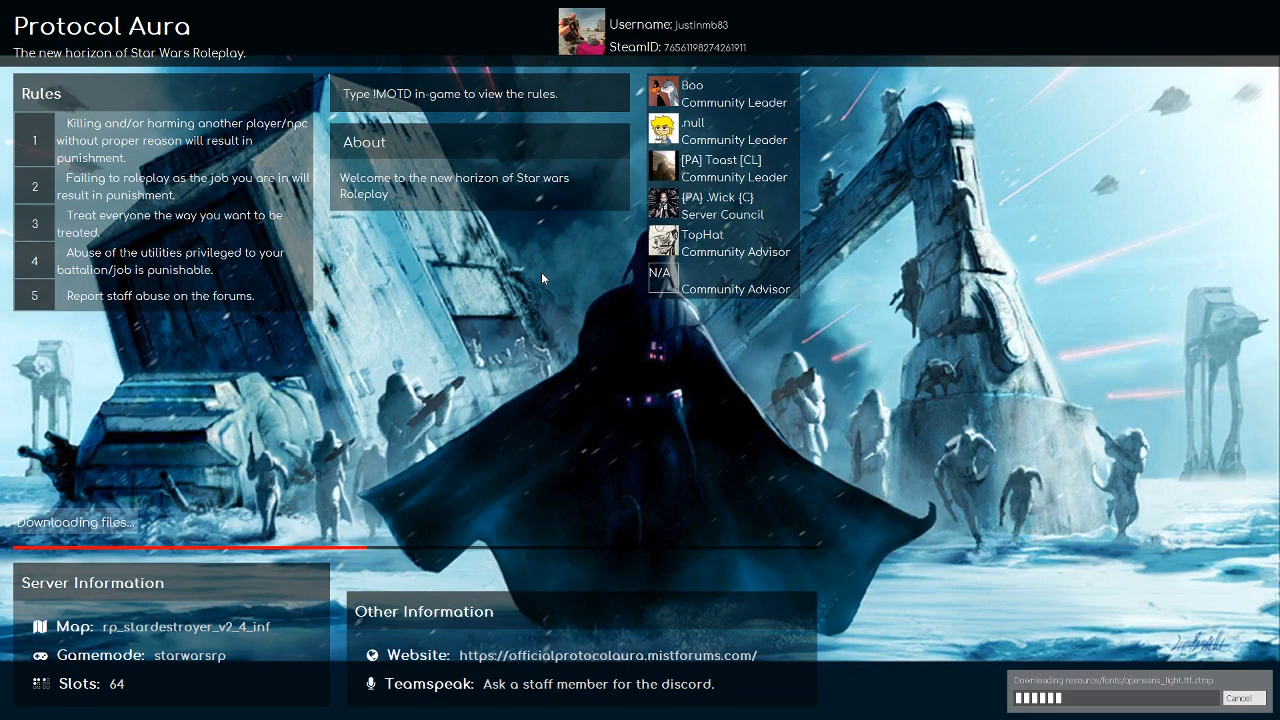 Protocol Aura
The new horizon of Star Wars Roleplay.
Username: justinmb83
SteamID: 76561198274261911
Rules
1 Killing and/or harming another player/npc
without proper reason will result in
punishment.
2 Failing to roleplay as the job you are in will
result in punishment.
3 Treat everyone the way you want to be
treated.
4 Abuse of the utilities privileged to your
battalion/job is punishable.
5 Report staff abuse on the forums.
Type !MOTD in-game to view the rules.
About
Welcome to the new horizon of Star wars
Roleplay
Boo
Community Leader
.null
Community Leader
[PA] Toast [CL]
Community Leader
{PA} .Wick {C}
Server Council
TopHat
Community Advisor
N/A
Community Advisor
Downloading files...
Server Information
Map: rp_stardestroyer_v2_4_inf
Gamemode: starwarsrp
Slots: 64
Other Information
Website: https://officialprotocolaura.mistforums.com/
Teamspeak: Ask a staff member for the discord.
Downloading resource/fonts/opensans_light.ttf.ztmp
Cancel